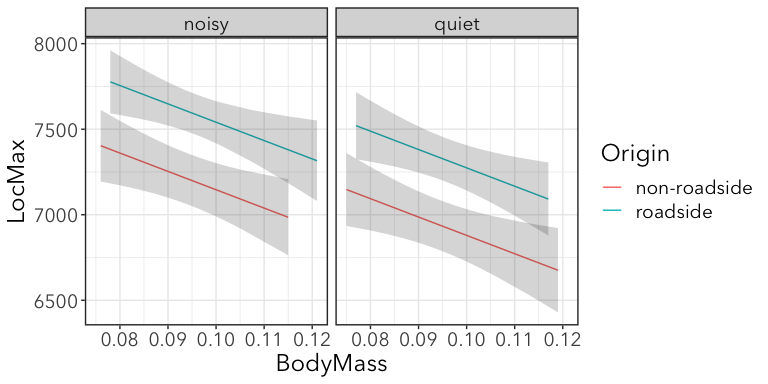 noisy
quiet
8000
7500
7000
6500
LocMax
0.08 0.09 0.10 0.11 0.12
0.08 0.09 0.10 0.11 0.12
BodyMass
Origin
non-roadside
roadside